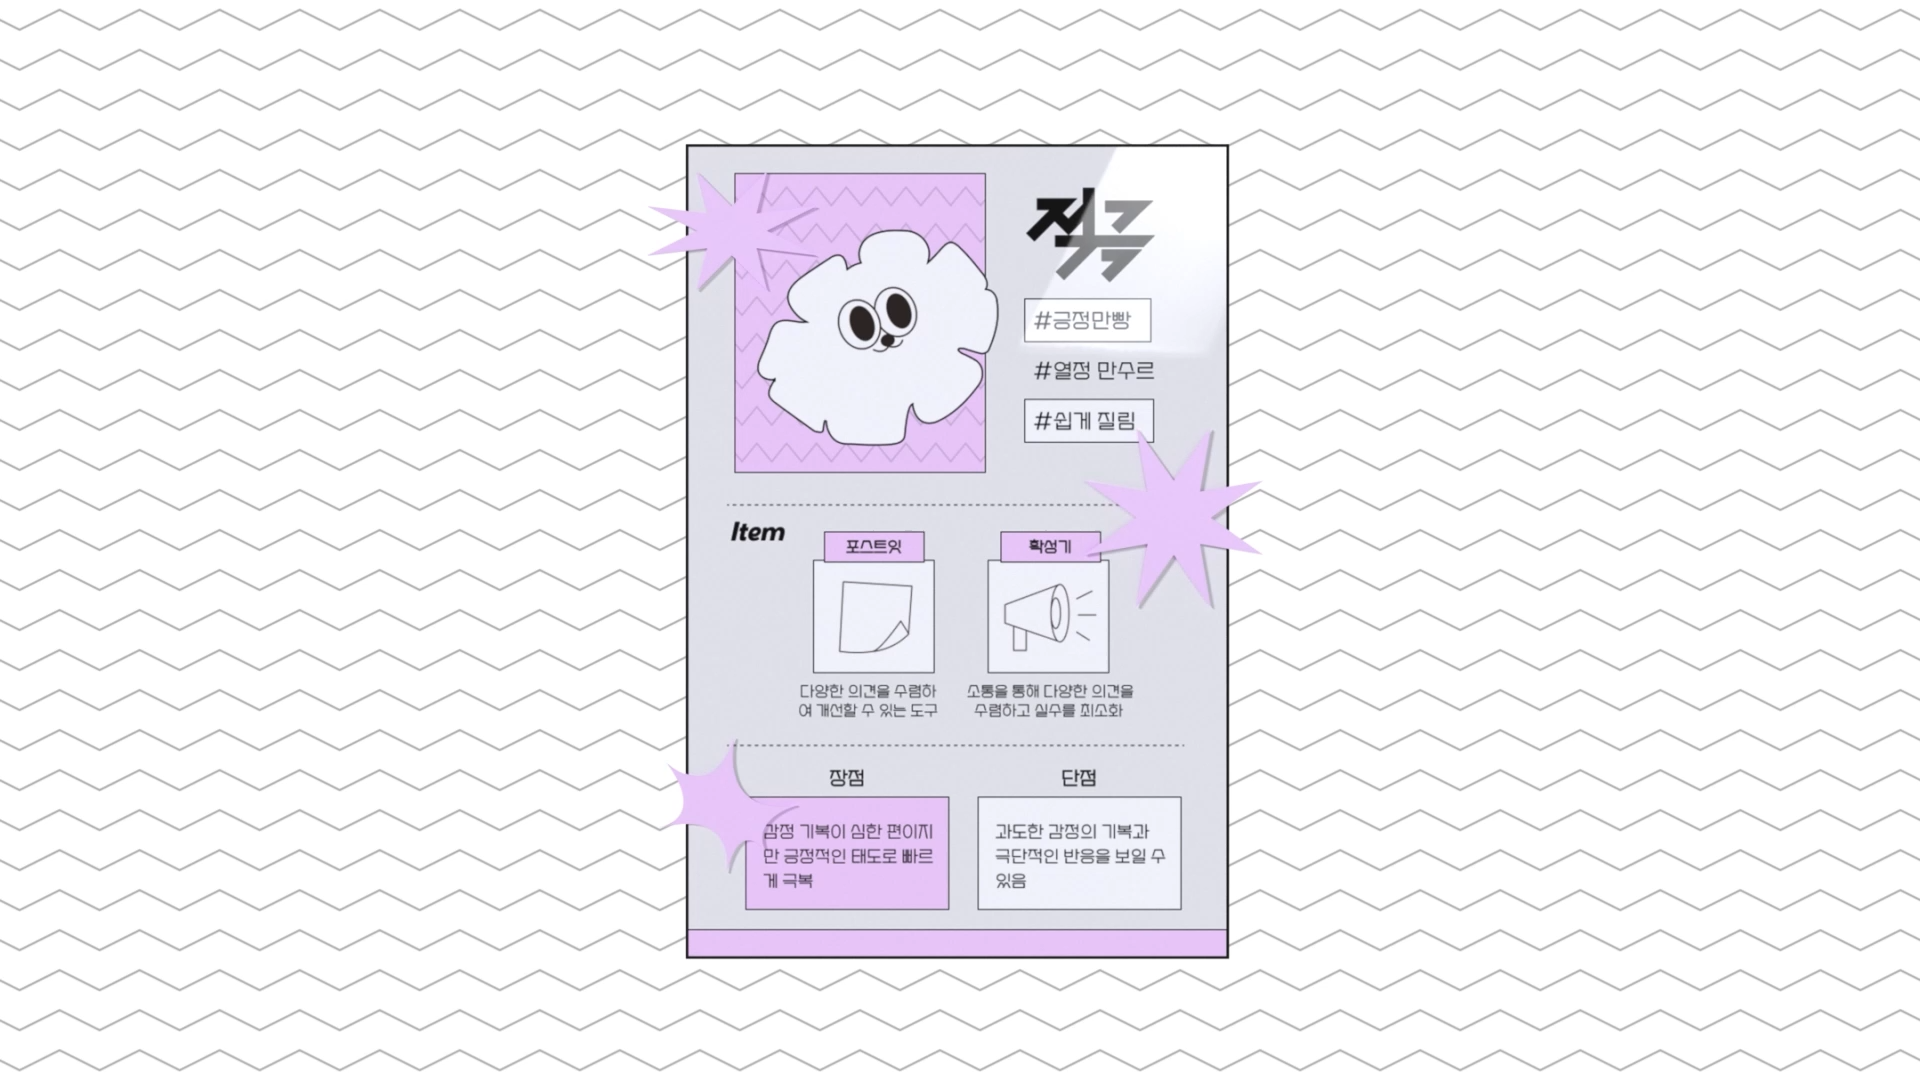 적극
#긍정만빵
#열정 만수르
#쉽게 질림
Item
포스트잇
확성기
다양한 의견을 수렴하
여 개선할 수 있는 도구
소통을 통해 다양한 의견을
수렴하고 실수를 최소화
장점
단점
감정 기복이 심한 편이지
만 긍정적인 태도로 빠르
게 극복
과도한 감정의 기복과
극단적인 반응을 보일 수
있음